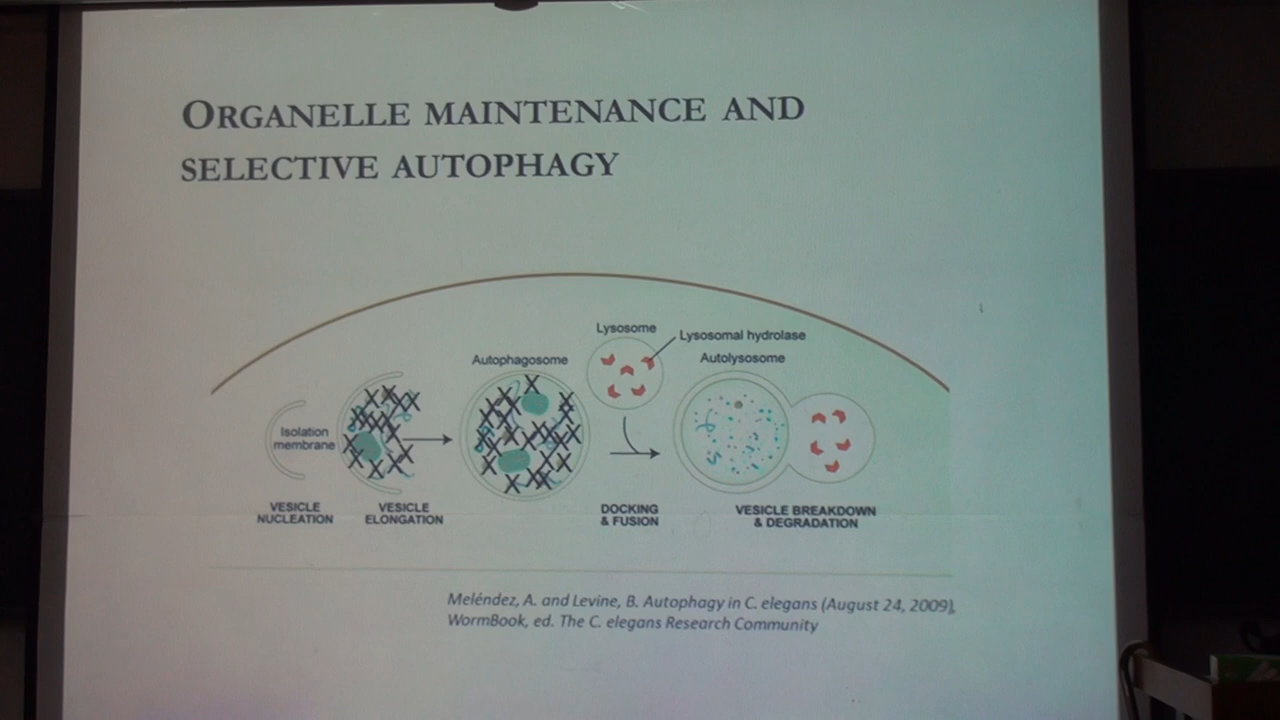 ORGANELLE MAINTENANCE AND
SELECTIVE AUTOPHAGY
Lysosome
Lysosomal hydrolase
Autophagosome
Autolysosome
Isolation
membrane
VESICLE
NUCLEATION
VESICLE
ELONGATION
DOCKING
& FUSION
VESICLE BREAKDOWN
& DEGRADATION
Meléndez, A. and Levine, B. Autophagy in C. elegans (August 24, 2009),
WormBook, ed. The C. elegans Research Community